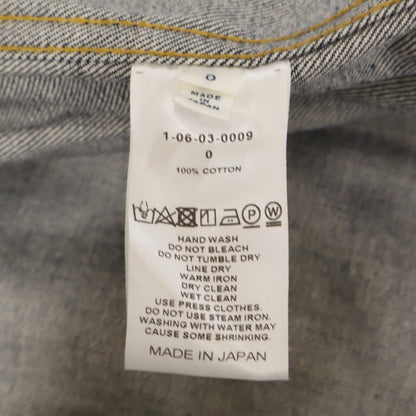 0
MADE
IN
JAPAN
1-06-03-0009
0
100% COTTON
P W
HAND WASH
DO NOT BLEACH
DO NOT TUMBLE DRY
LINE DRY
WARM IRON
DRY CLEAN
WET CLEAN
USE PRESS CLOTHES.
DO NOT USE STEAM IRON.
WASHING WITH WATER MAY
CAUSE SOME SHRINKING.
MADE IN JAPAN